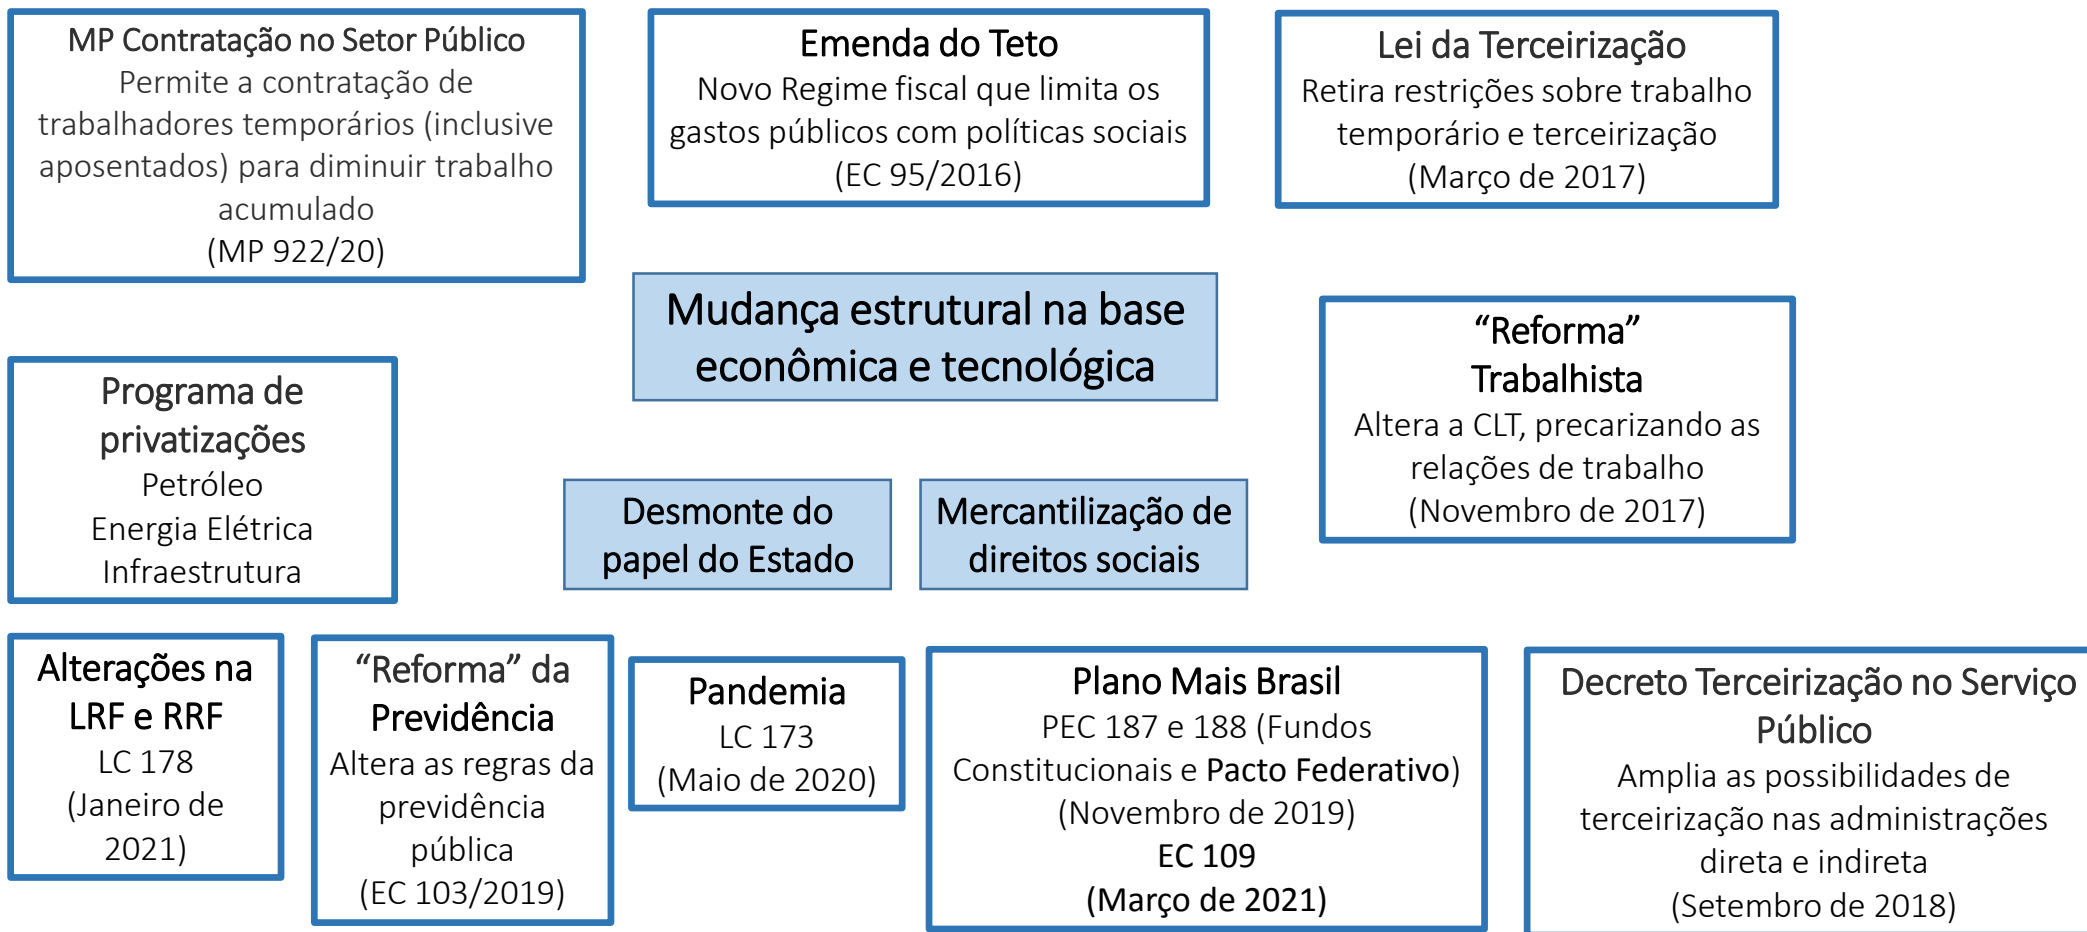 MP Contratação no Setor Público
Permite a contratação de
trabalhadores temporários (inclusive
aposentados) para diminuir trabalho
acumulado
(MP 922/20)
Emenda do Teto
Novo Regime fiscal que limita os
gastos públicos com políticas sociais
(EC 95/2016)
Lei da Terceirização
Retira restrições sobre trabalho
temporário e terceirização
(Março de 2017)
Mudança estrutural na base
econômica e tecnológica
“Reforma”
Trabalhista
Altera a CLT, precarizando as
relações de trabalho
(Novembro de 2017)
Programa de
privatizações
Petróleo
Energia Elétrica
Infraestrutura
Desmonte do
papel do Estado
Mercantilização de
direitos sociais
Alterações na
LRF e RRF
LC 178
(Janeiro de
2021)
“Reforma” da
Previdência
Altera as regras da
previdência
pública
(EC 103/2019)
Pandemia
LC 173
(Maio de 2020)
Plano Mais Brasil
PEC 187 e 188 (Fundos
Constitucionais e Pacto Federativo)
(Novembro de 2019)
EC 109
(Março de 2021)
Decreto Terceirização no Serviço
Público
Amplia as possibilidades de
terceirização nas administrações
direta e indireta
(Setembro de 2018)